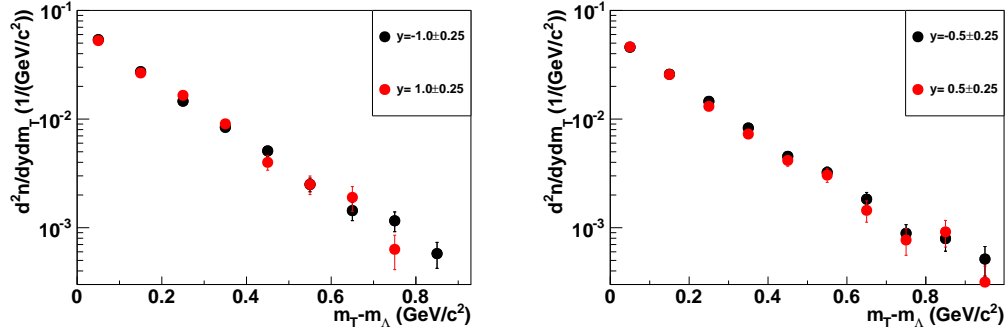 d²n/dydm_T (1/(GeV/c²))
10⁻¹
10⁻²
10⁻³
y=-1.0±0.25
y= 1.0±0.25
0 0.2 0.4 0.6 0.8
m_T-m_Λ (GeV/c²)
d²n/dydm_T (1/(GeV/c²))
10⁻¹
10⁻²
10⁻³
y=-0.5±0.25
y= 0.5±0.25
0 0.2 0.4 0.6 0.8
m_T-m_Λ (GeV/c²)